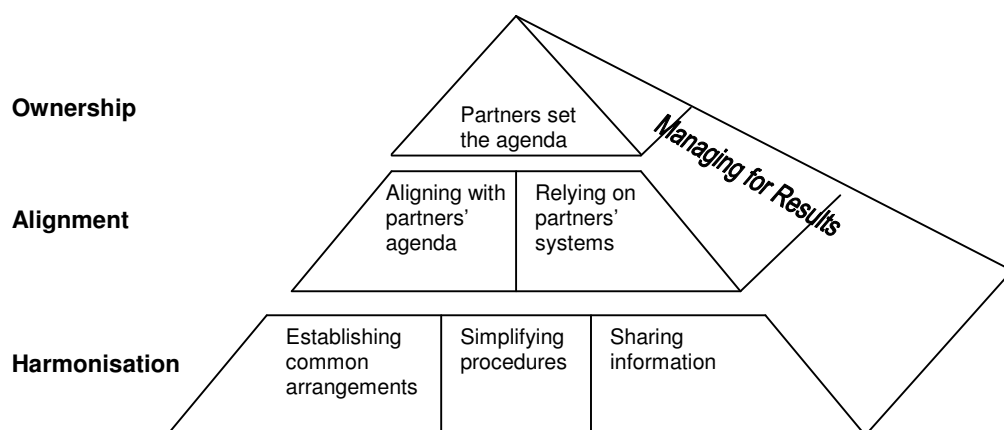 Ownership
Partners set
the agenda
Managing for Results
Alignment
Aligning with
partners’
agenda
Relying on
partners’
systems
Harmonisation
Establishing
common
arrangements
Simplifying
procedures
Sharing
information